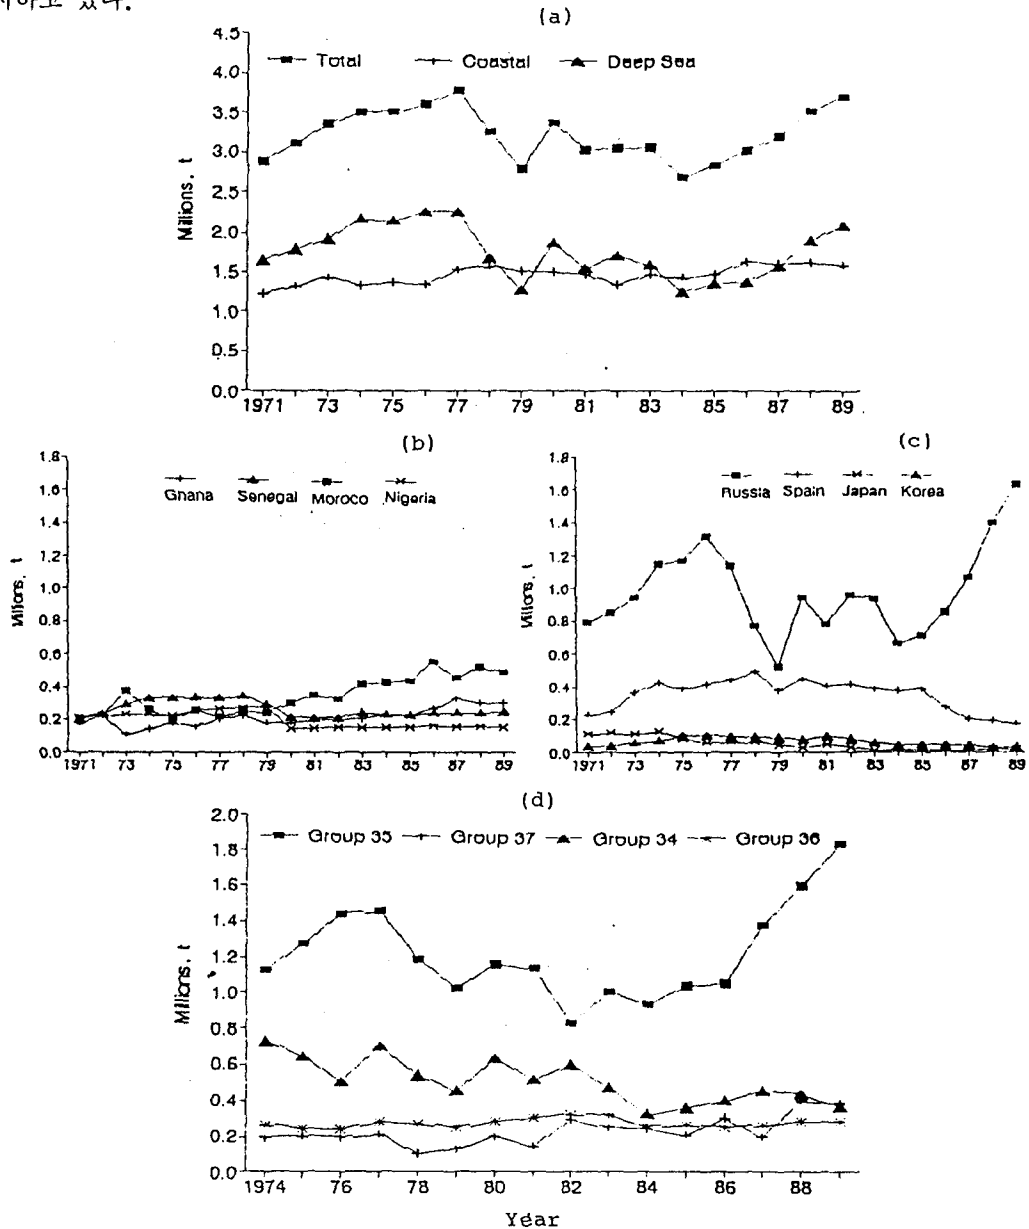 있다.
(a)
Total Coastal Deep Sea
Millions, t
4.5
4.0
3.5
3.0
2.5
2.0
1.5
1.0
0.5
0.0
1971 73 75 77 79 81 83 85 87 89
(b)
Ghana Senegal Moroco Nigeria
Millions, t
1.8
1.6
1.4
1.2
1.0
0.8
0.6
0.4
0.2
0.0
1971 73 75 77 79 81 83 85 87 89
(c)
Russia Spain Japan Korea
Millions, t
1.8
1.6
1.4
1.2
1.0
0.8
0.6
0.4
0.2
0.0
1971 73 75 77 79 81 83 85 87 89
(d)
Group 35 Group 37 Group 34 Group 36
Millions, t
2.0
1.8
1.6
1.4
1.2
1.0
0.8
0.6
0.4
0.2
0.0
1974 76 78 80 82 84 86 88
Year